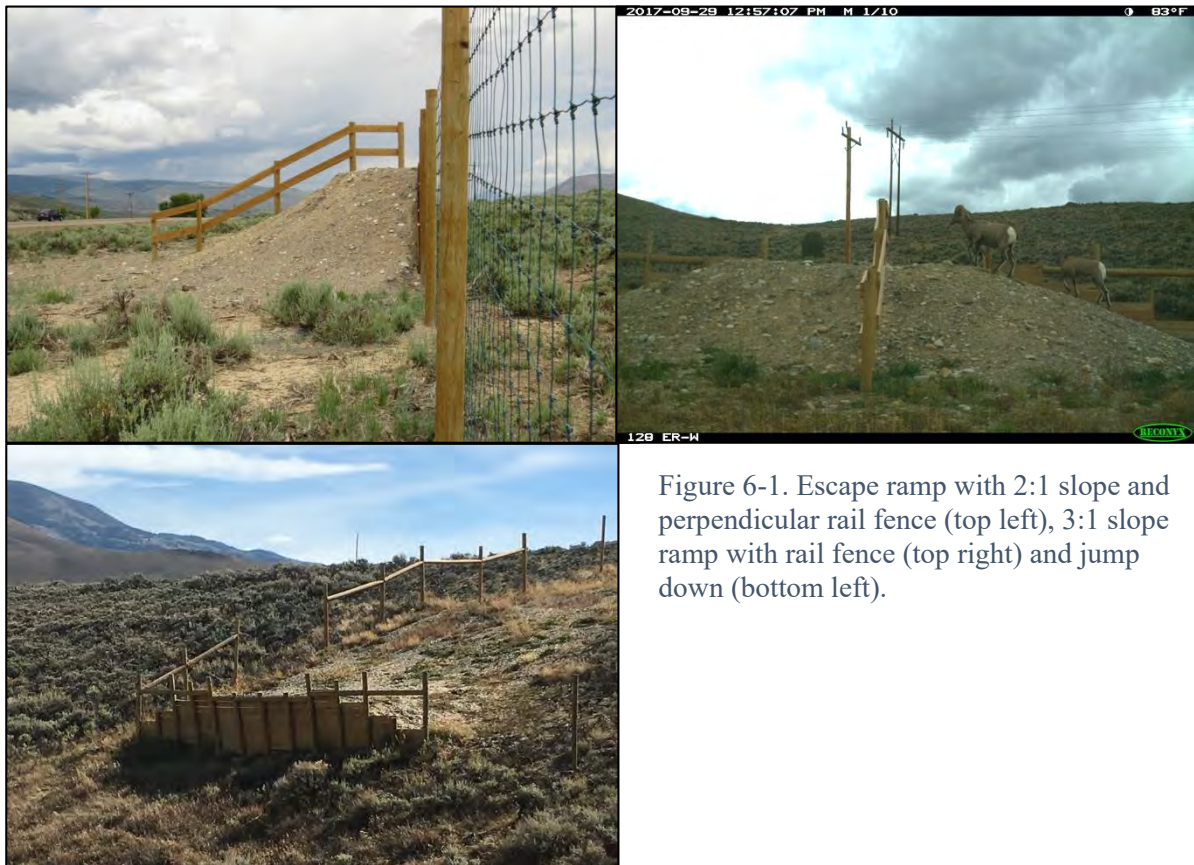 2017-09-29 12:57:07 PM M 1/10 83°F
128 ER-W
RECONYX
Figure 6-1. Escape ramp with 2:1 slope and
perpendicular rail fence (top left), 3:1 slope
ramp with rail fence (top right) and jump
down (bottom left).